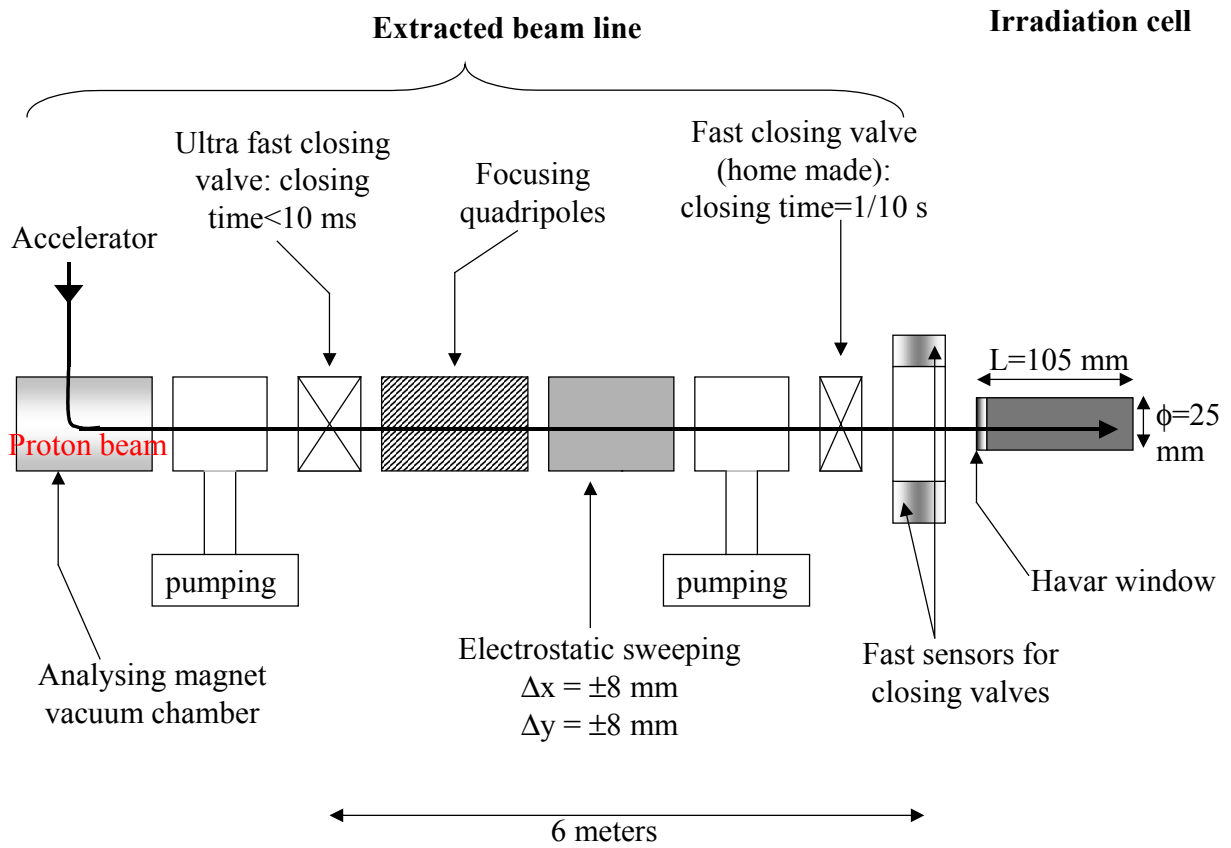 Extracted beam line
Irradiation cell
Ultra fast closing
valve: closing
time<10 ms
Focusing
quadripoles
Fast closing valve
(home made):
closing time=1/10 s
Accelerator
L=105 mm
ϕ=25
mm
Proton beam
pumping
pumping
Havar window
Analysing magnet
vacuum chamber
Electrostatic sweeping
Δx = ±8 mm
Δy = ±8 mm
Fast sensors for
closing valves
6 meters